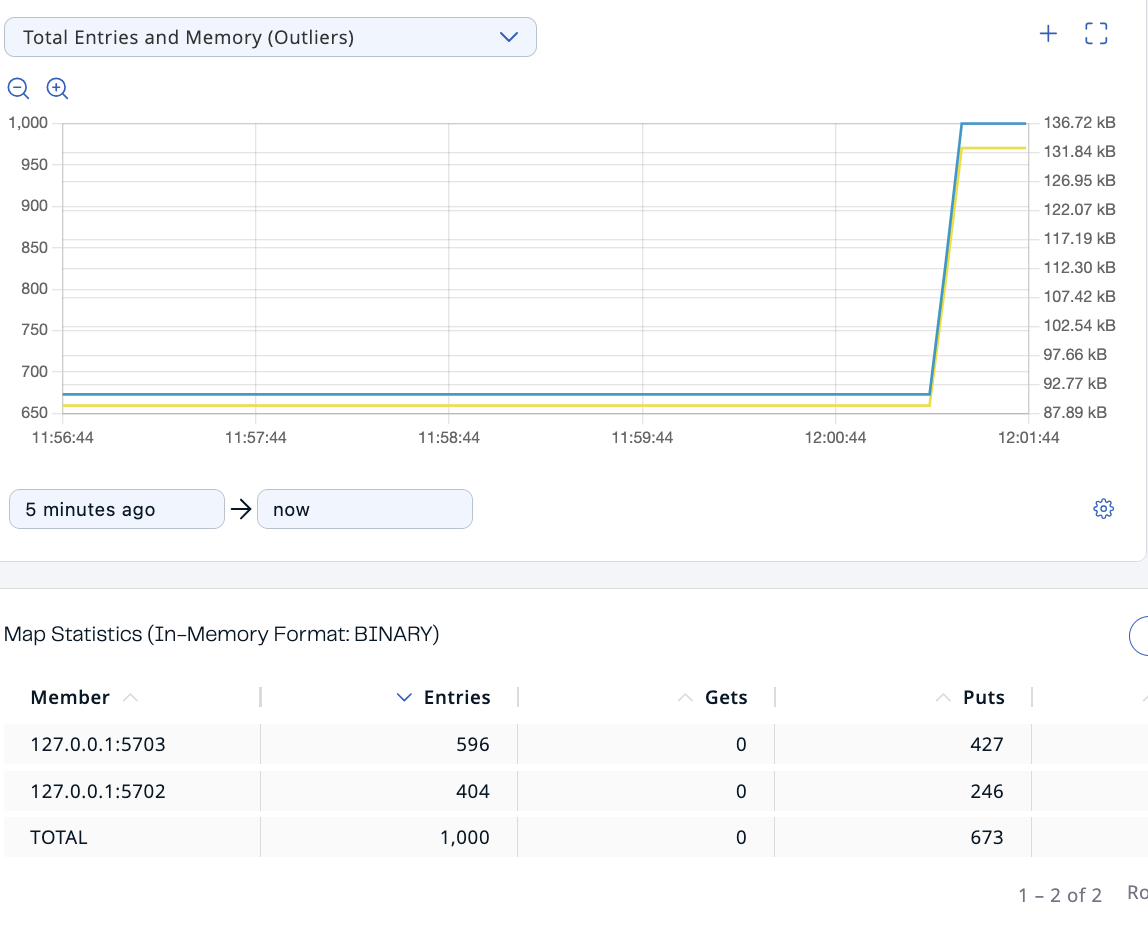 Total Entries and Memory (Outliers)
1,000
950
900
850
800
750
700
650
136.72 kB
131.84 kB
126.95 kB
122.07 kB
117.19 kB
112.30 kB
107.42 kB
102.54 kB
97.66 kB
92.77 kB
87.89 kB
11:56:44 11:57:44 11:58:44 11:59:44 12:00:44 12:01:44
5 minutes ago → now
Map Statistics (In-Memory Format: BINARY)
Member Entries Gets Puts
127.0.0.1:5703 596 0 427
127.0.0.1:5702 404 0 246
TOTAL 1,000 0 673
1 – 2 of 2 Ro